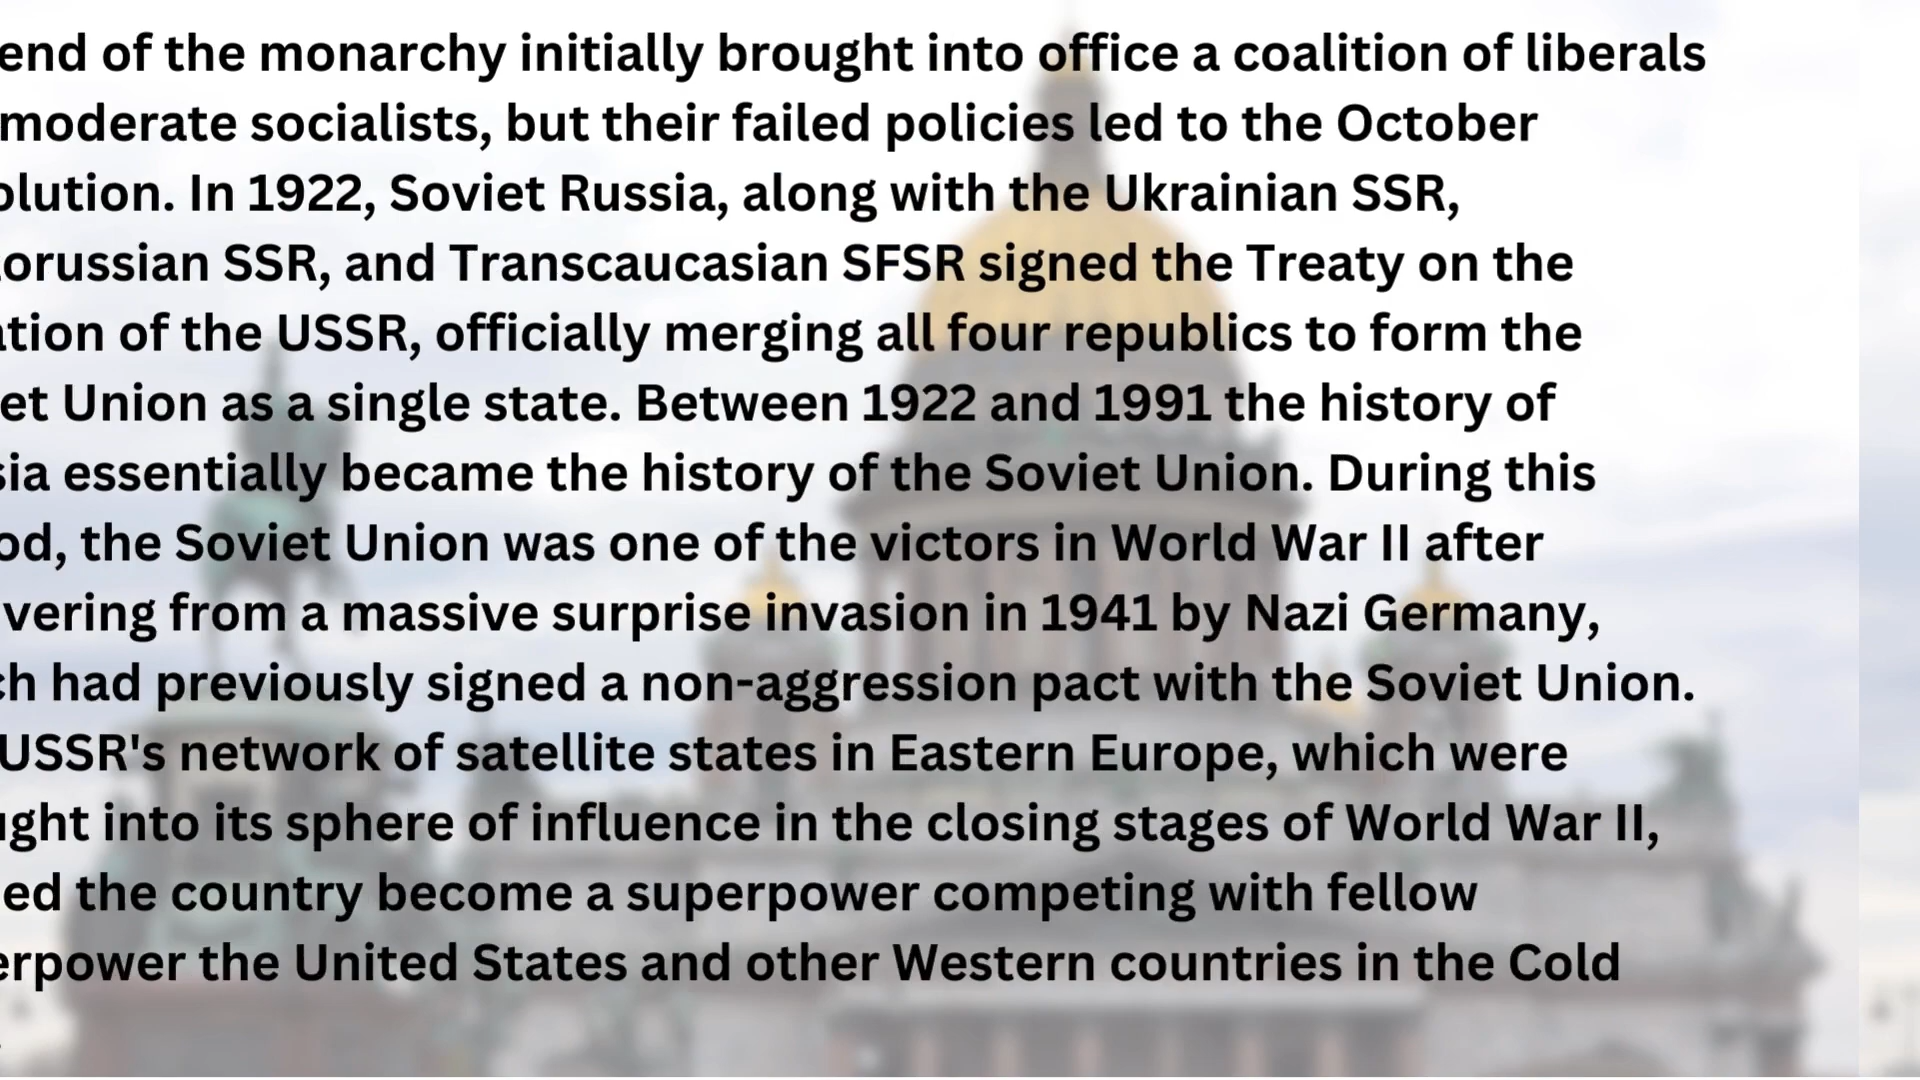 end of the monarchy initially brought into office a coalition of liberals
moderate socialists, but their failed policies led to the October
olution. In 1922, Soviet Russia, along with the Ukrainian SSR,
orussian SSR, and Transcaucasian SFSR signed the Treaty on the
ation of the USSR, officially merging all four republics to form the
et Union as a single state. Between 1922 and 1991 the history of
sia essentially became the history of the Soviet Union. During this
od, the Soviet Union was one of the victors in World War II after
vering from a massive surprise invasion in 1941 by Nazi Germany,
ch had previously signed a non-aggression pact with the Soviet Union.
USSR's network of satellite states in Eastern Europe, which were
ught into its sphere of influence in the closing stages of World War II,
ed the country become a superpower competing with fellow
erpower the United States and other Western countries in the Cold
.